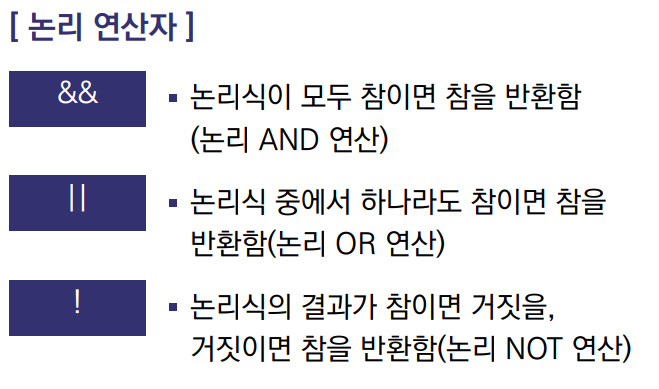 [ 논리 연산자 ]
&&
▪ 논리식이 모두 참이면 참을 반환함
(논리 AND 연산)
||
▪ 논리식 중에서 하나라도 참이면 참을
반환함(논리 OR 연산)
!
▪ 논리식의 결과가 참이면 거짓을,
거짓이면 참을 반환함(논리 NOT 연산)